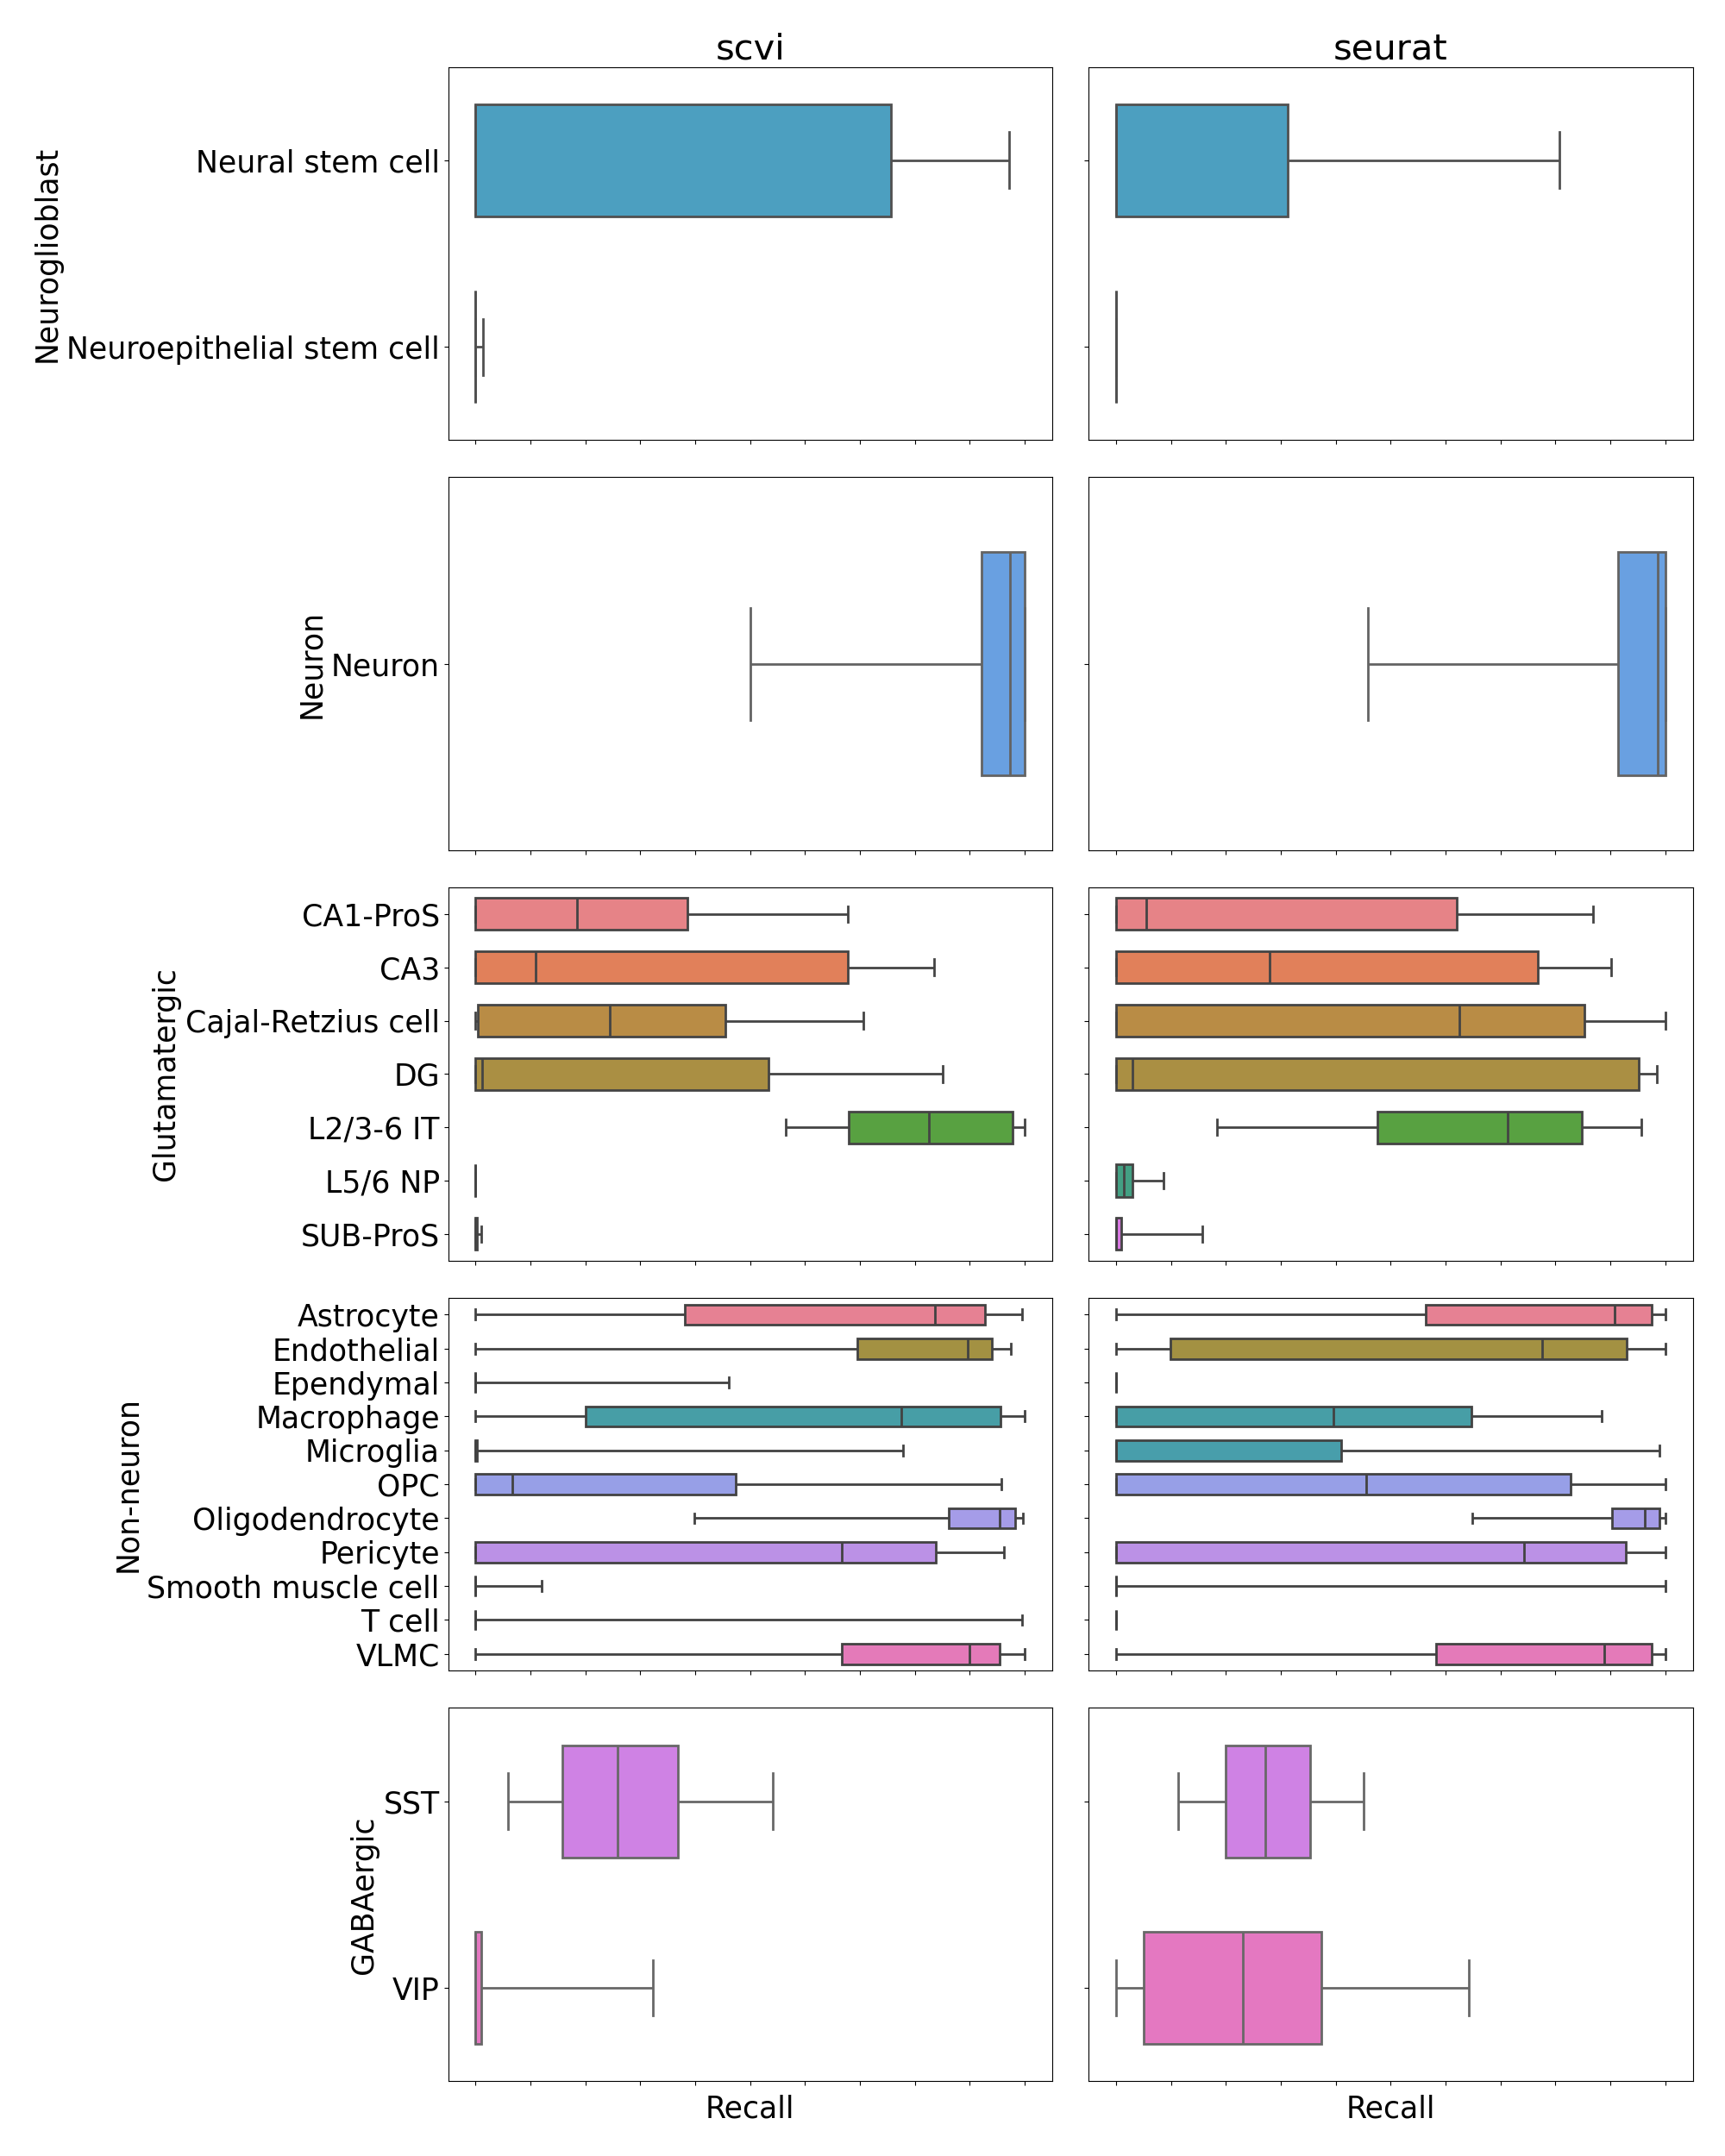 scvi
seurat
Neuroglioblast
Neural stem cell
Neuroepithelial stem cell
Neuron
Neuron
Glutamatergic
CA1-ProS
CA3
Cajal-Retzius cell
DG
L2/3-6 IT
L5/6 NP
SUB-ProS
Non-neuron
Astrocyte
Endothelial
Ependymal
Macrophage
Microglia
OPC
Oligodendrocyte
Pericyte
Smooth muscle cell
T cell
VLMC
GABAergic
SST
VIP
Recall
Recall